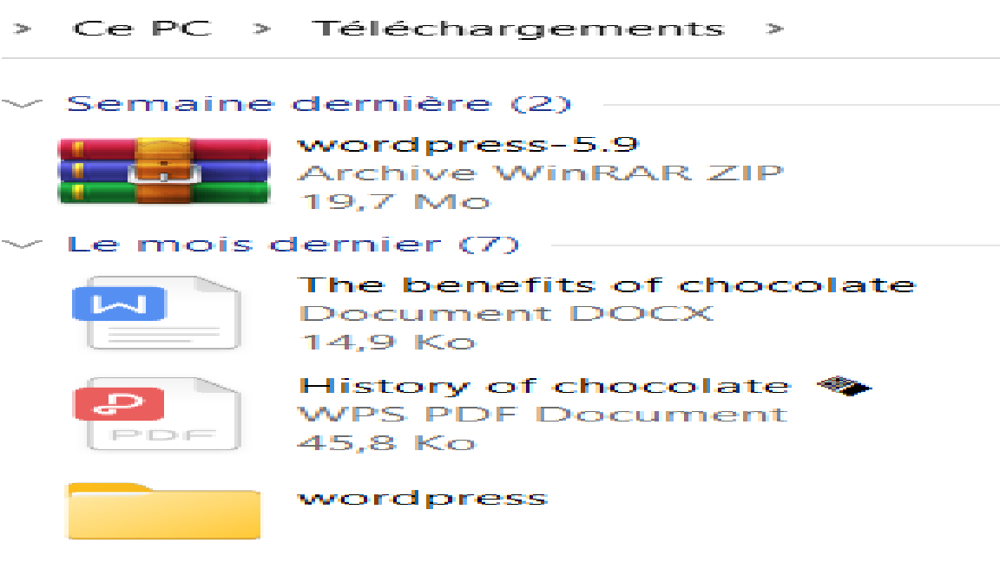 > Ce PC > Téléchargements >
Semaine dernière (2)
wordpress-5.9
Archive WinRAR ZIP
19,7 Mo
Le mois dernier (7)
W
The benefits of chocolate
Document DOCX
14,9 Ko
PDF
History of chocolate
WPS PDF Document
45,8 Ko
wordpress